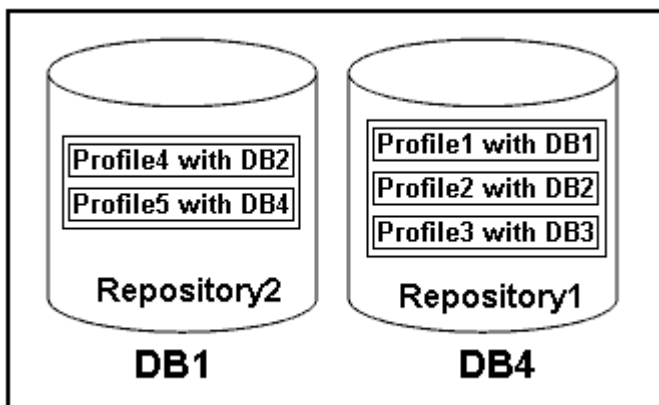 Profile4 with DB2
Profile5 with DB4
Repository2
DB1
Profile1 with DB1
Profile2 with DB2
Profile3 with DB3
Repository1
DB4